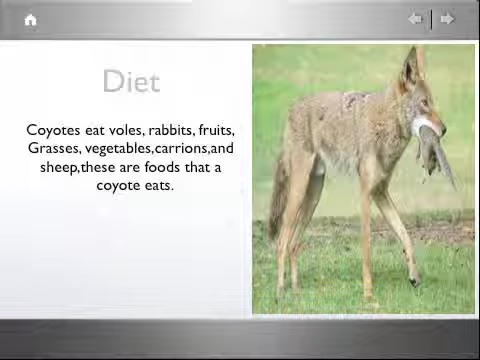 Diet
Coyotes eat voles, rabbits, fruits,
Grasses, vegetables,carrions,and
sheep,these are foods that a
coyote eats.